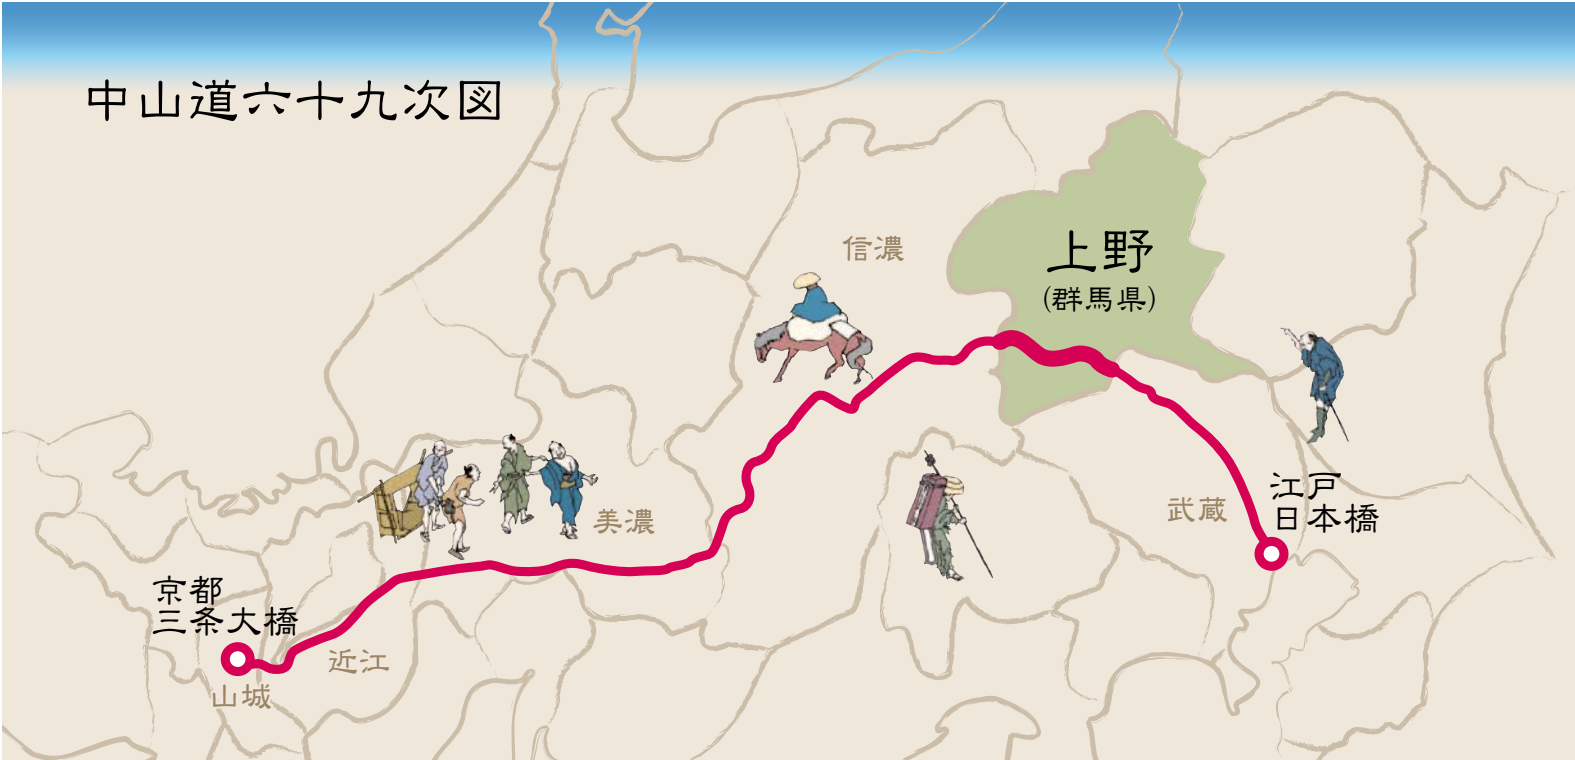 中山道六十九次図
信濃
上野
(群馬県)
江戸
日本橋
武蔵
美濃
京都
三条大橋
近江
山城